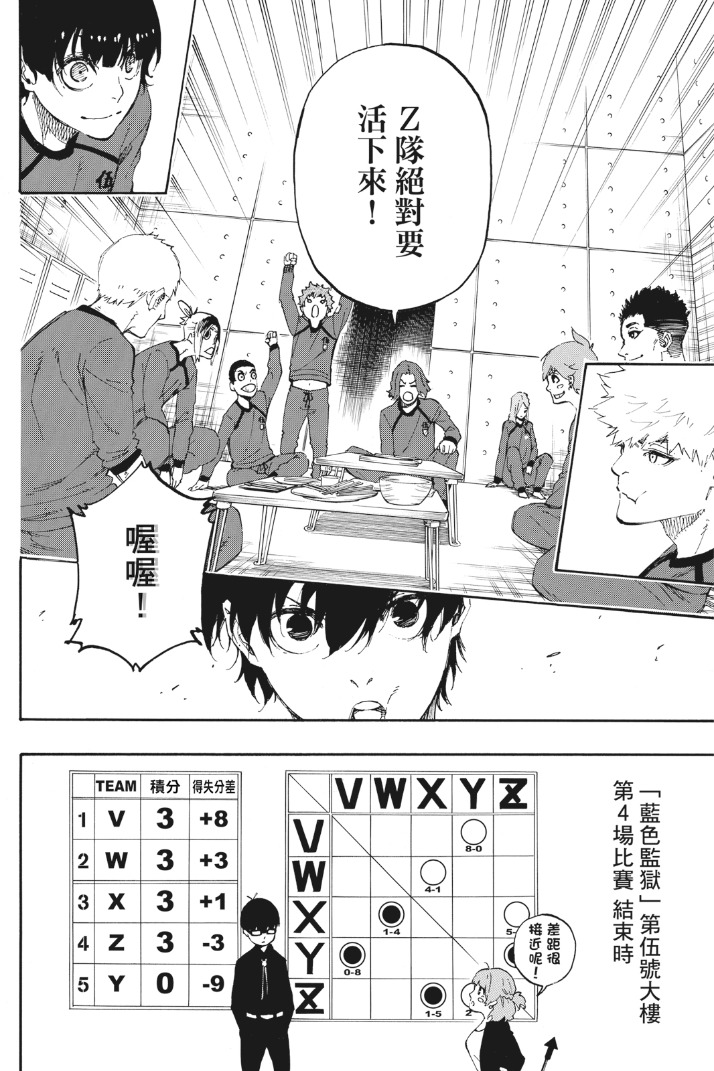 Z隊絕對要
活下來！
伍
喔喔！
「藍色監獄」第伍號大樓
第4場比賽 結束時
V W X Y Z
V 8-0
W 4-1
X 1-4 5-
Y 0-8
Z 1-5 2
差距很
接近呢！
TEAM 積分 得失分差
1 V 3 +8
2 W 3 +3
3 X 3 +1
4 Z 3 -3
5 Y 0 -9